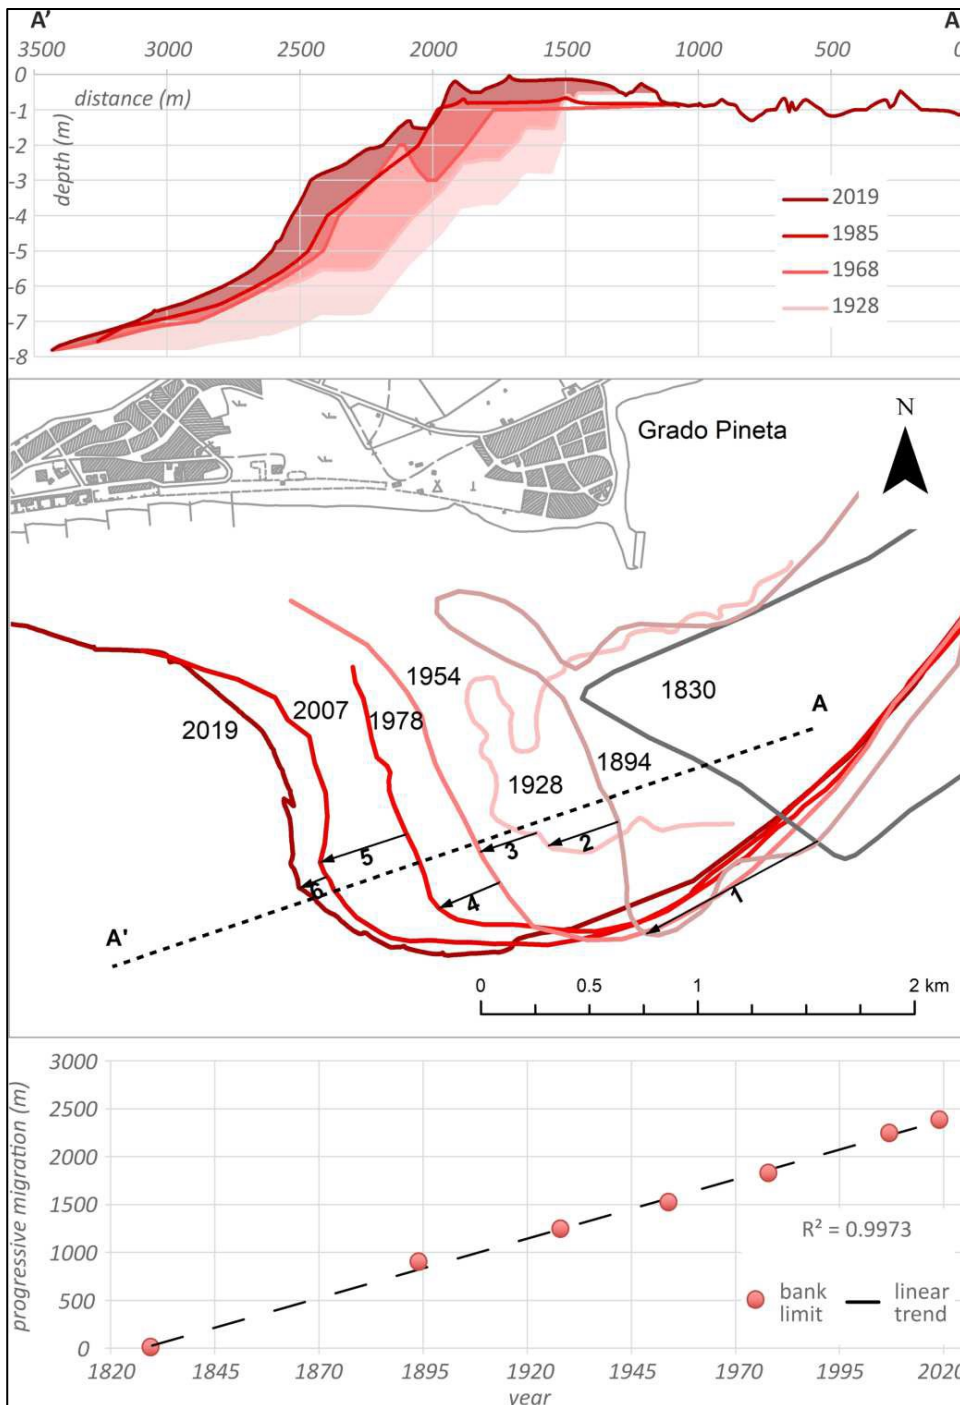 A' A
3500 3000 2500 2000 1500 1000 500 0
distance (m)
depth (m)
0
-1
-2
-3
-4
-5
-6
-7
-8
2019
1985
1968
1928
Grado Pineta
N
1954
1830
2007
1978
2019
A
1894
1928
5
3
2
6
4
1
A'
0 0.5 1 2 km
progressive migration (m)
3000
2500
2000
1500
1000
500
0
R² = 0.9973
bank limit
linear trend
1820 1845 1870 1895 1920 1945 1970 1995 2020
year